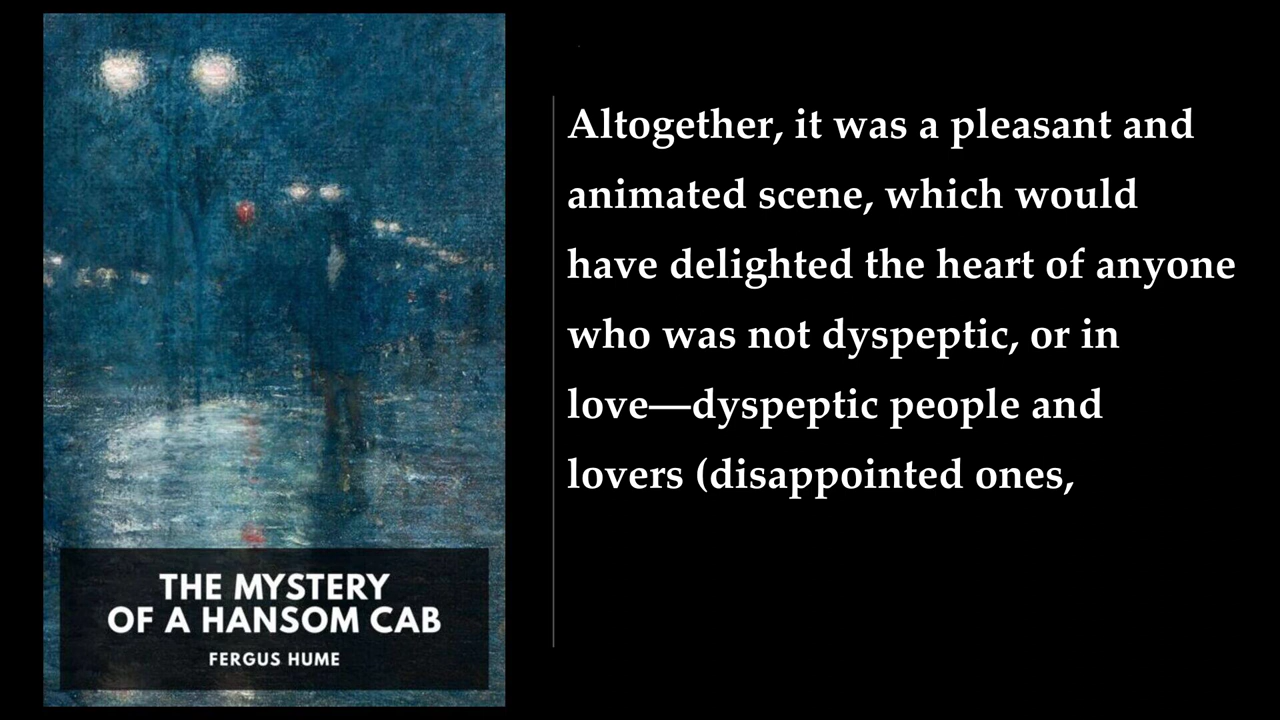 THE MYSTERY
OF A HANSOM CAB
FERGUS HUME
Altogether, it was a pleasant and
animated scene, which would
have delighted the heart of anyone
who was not dyspeptic, or in
love—dyspeptic people and
lovers (disappointed ones,